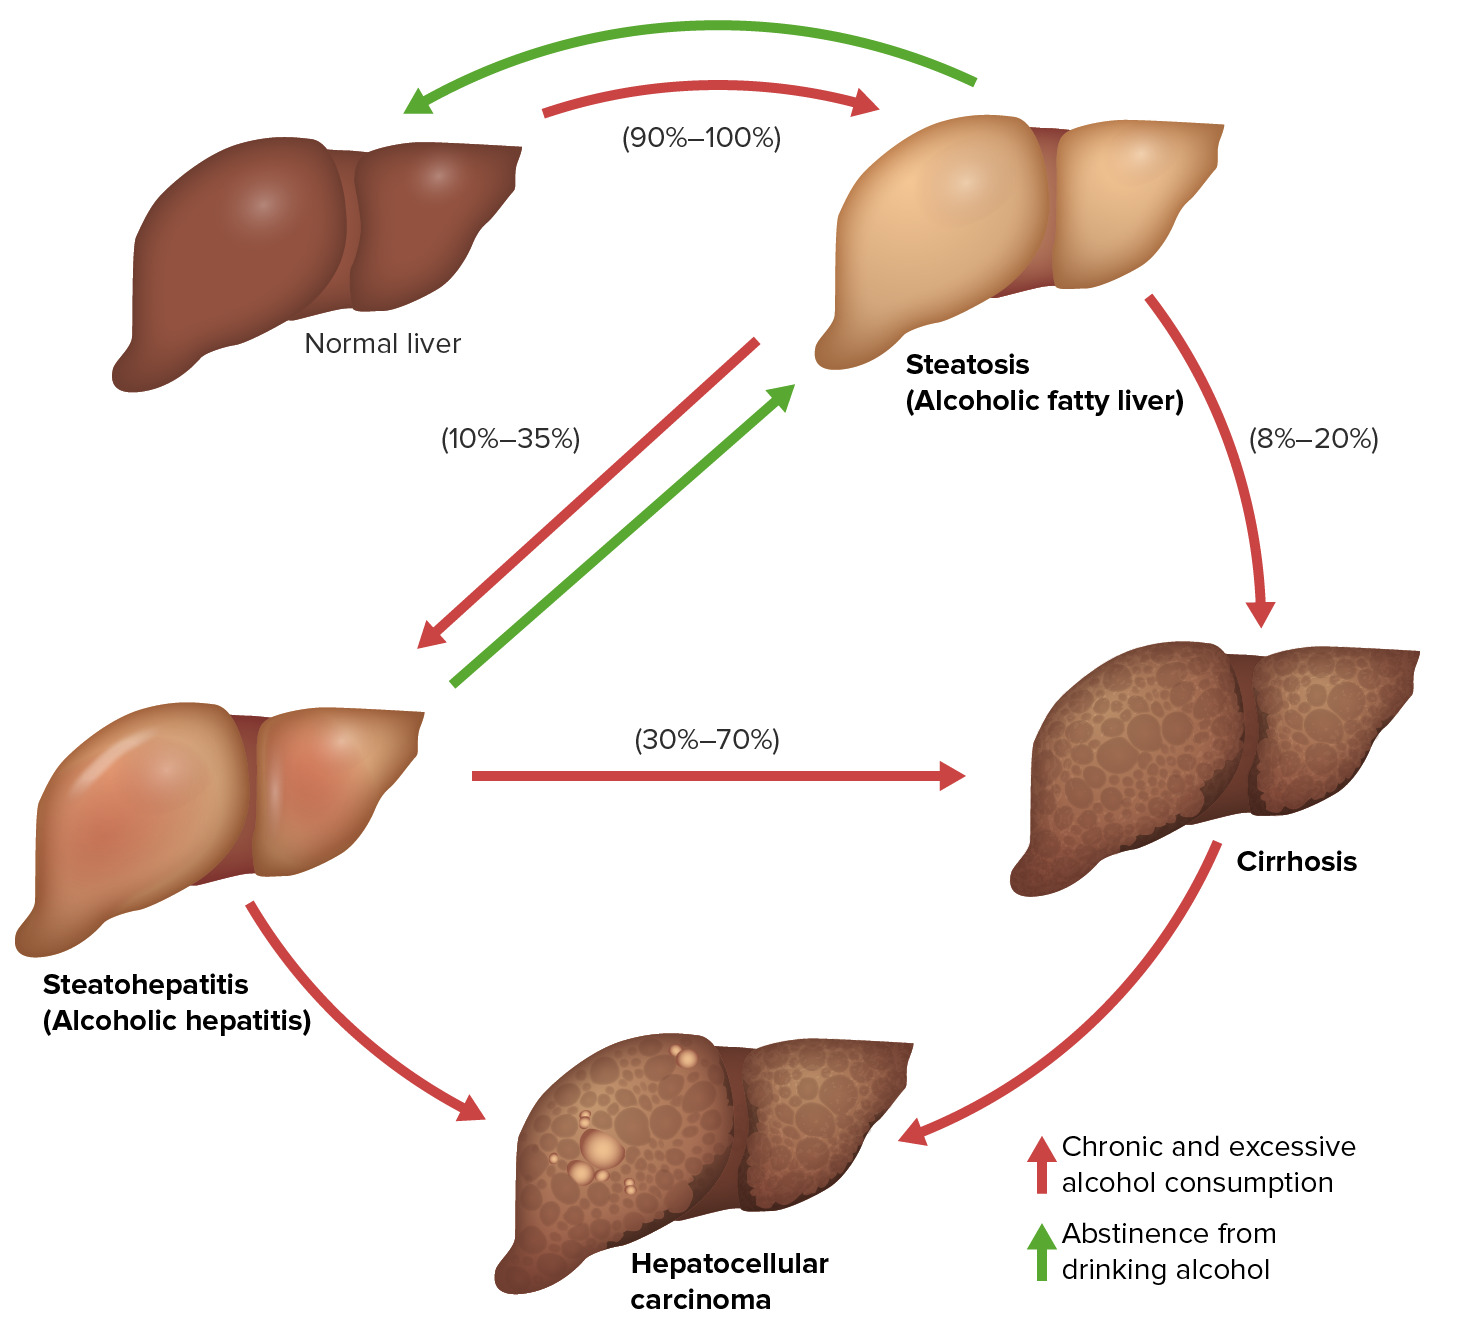 (90%–100%)
Normal liver
Steatosis
(Alcoholic fatty liver)
(10%–35%)
(8%–20%)
(30%–70%)
Cirrhosis
Steatohepatitis
(Alcoholic hepatitis)
Chronic and excessive
alcohol consumption
Abstinence from
drinking alcohol
Hepatocellular
carcinoma